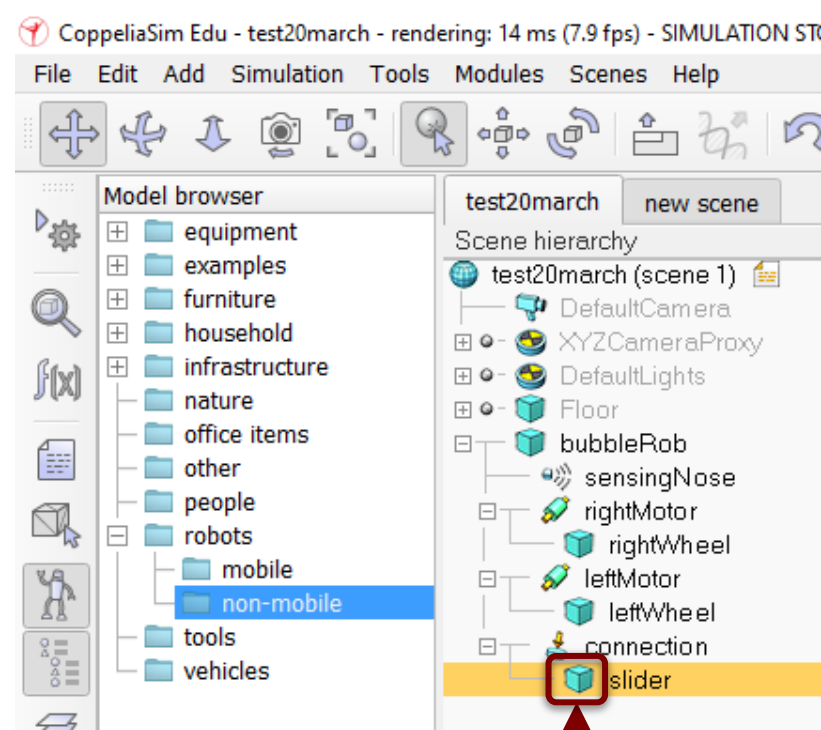 CoppeliaSim Edu - test20march - rendering: 14 ms (7.9 fps) - SIMULATION
File Edit Add Simulation Tools Modules Scenes Help
Model browser
equipment
examples
furniture
household
infrastructure
nature
office items
other
people
robots
mobile
non-mobile
tools
vehicles
f(x)
test20march new scene
Scene hierarchy
test20march (scene 1)
DefaultCamera
XYZCameraProxy
DefaultLights
Floor
bubbleRob
sensingNose
rightMotor
rightWheel
leftMotor
leftWheel
connection
slider